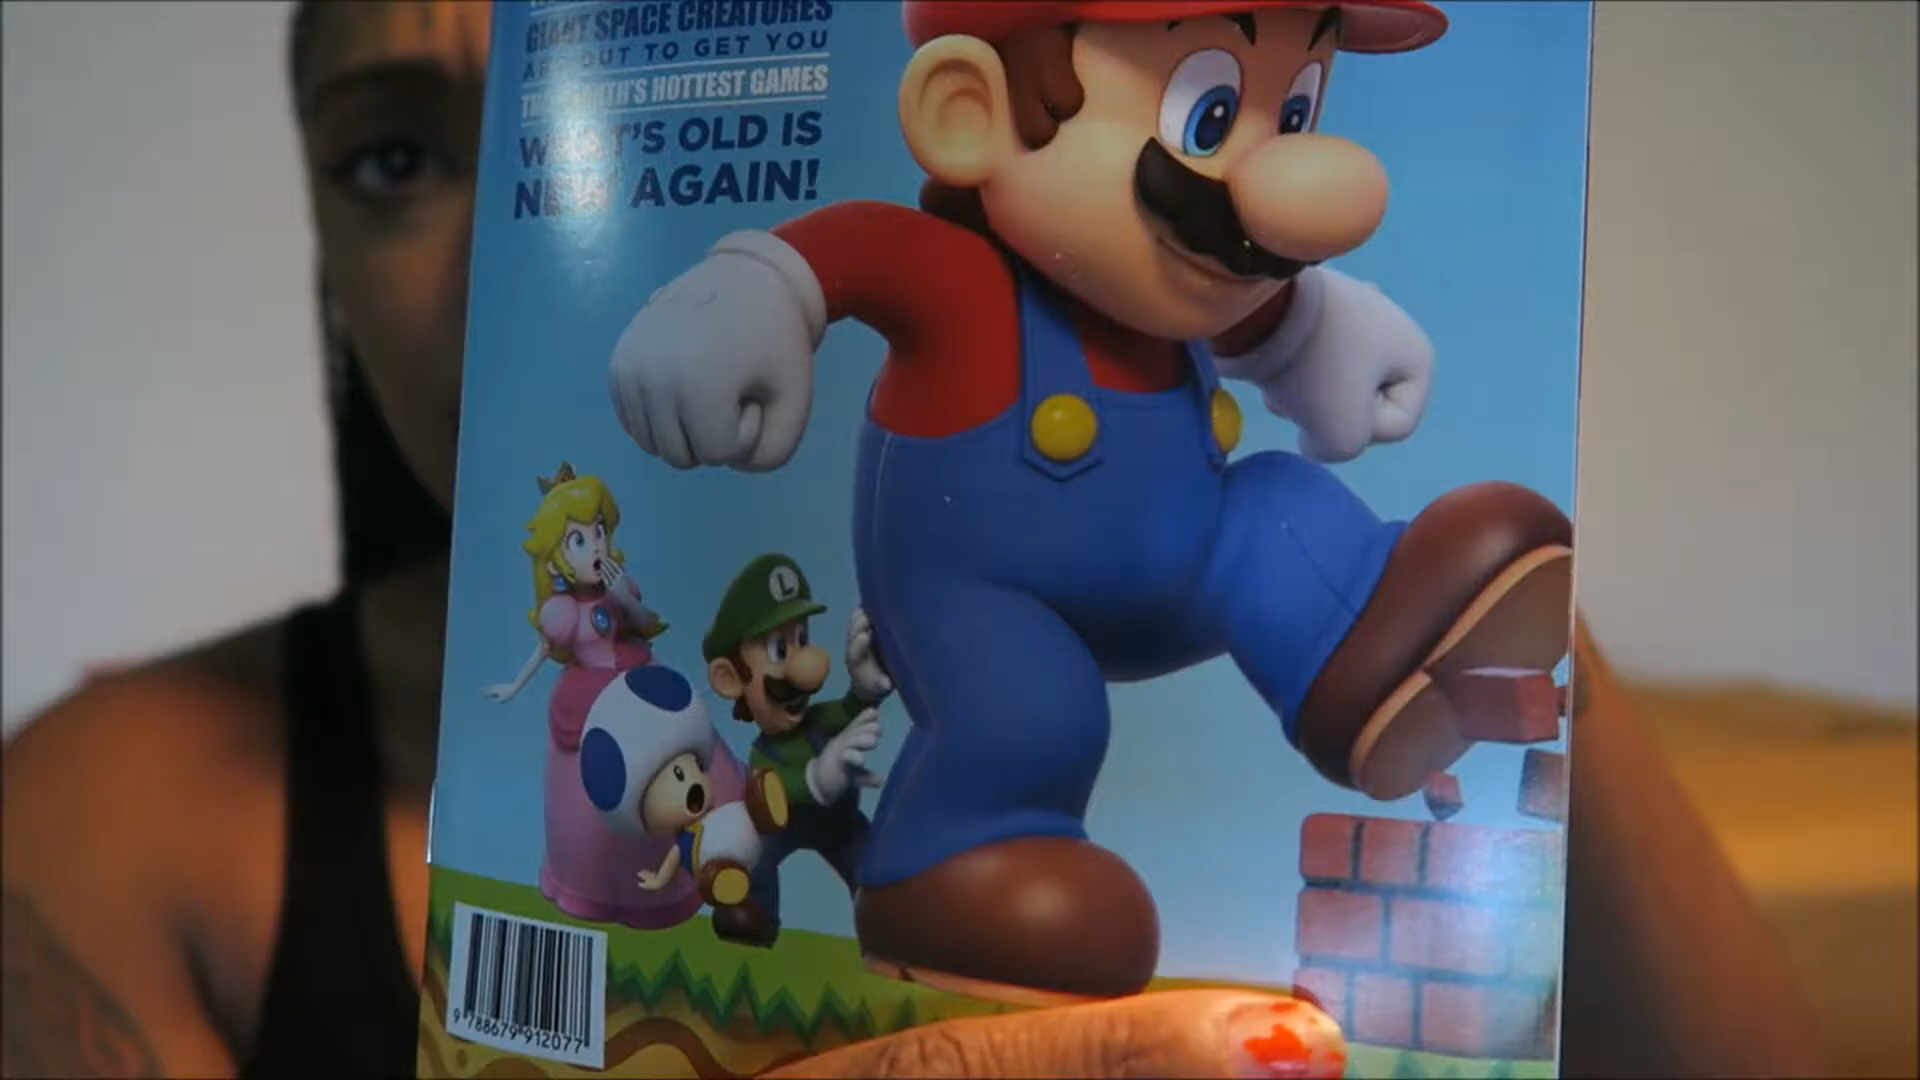 GIANT SPACE CREATURES
ARE OUT TO GET YOU
HOTTEST GAMES
WHAT'S OLD IS
NEW AGAIN!
L
9 788679 912077